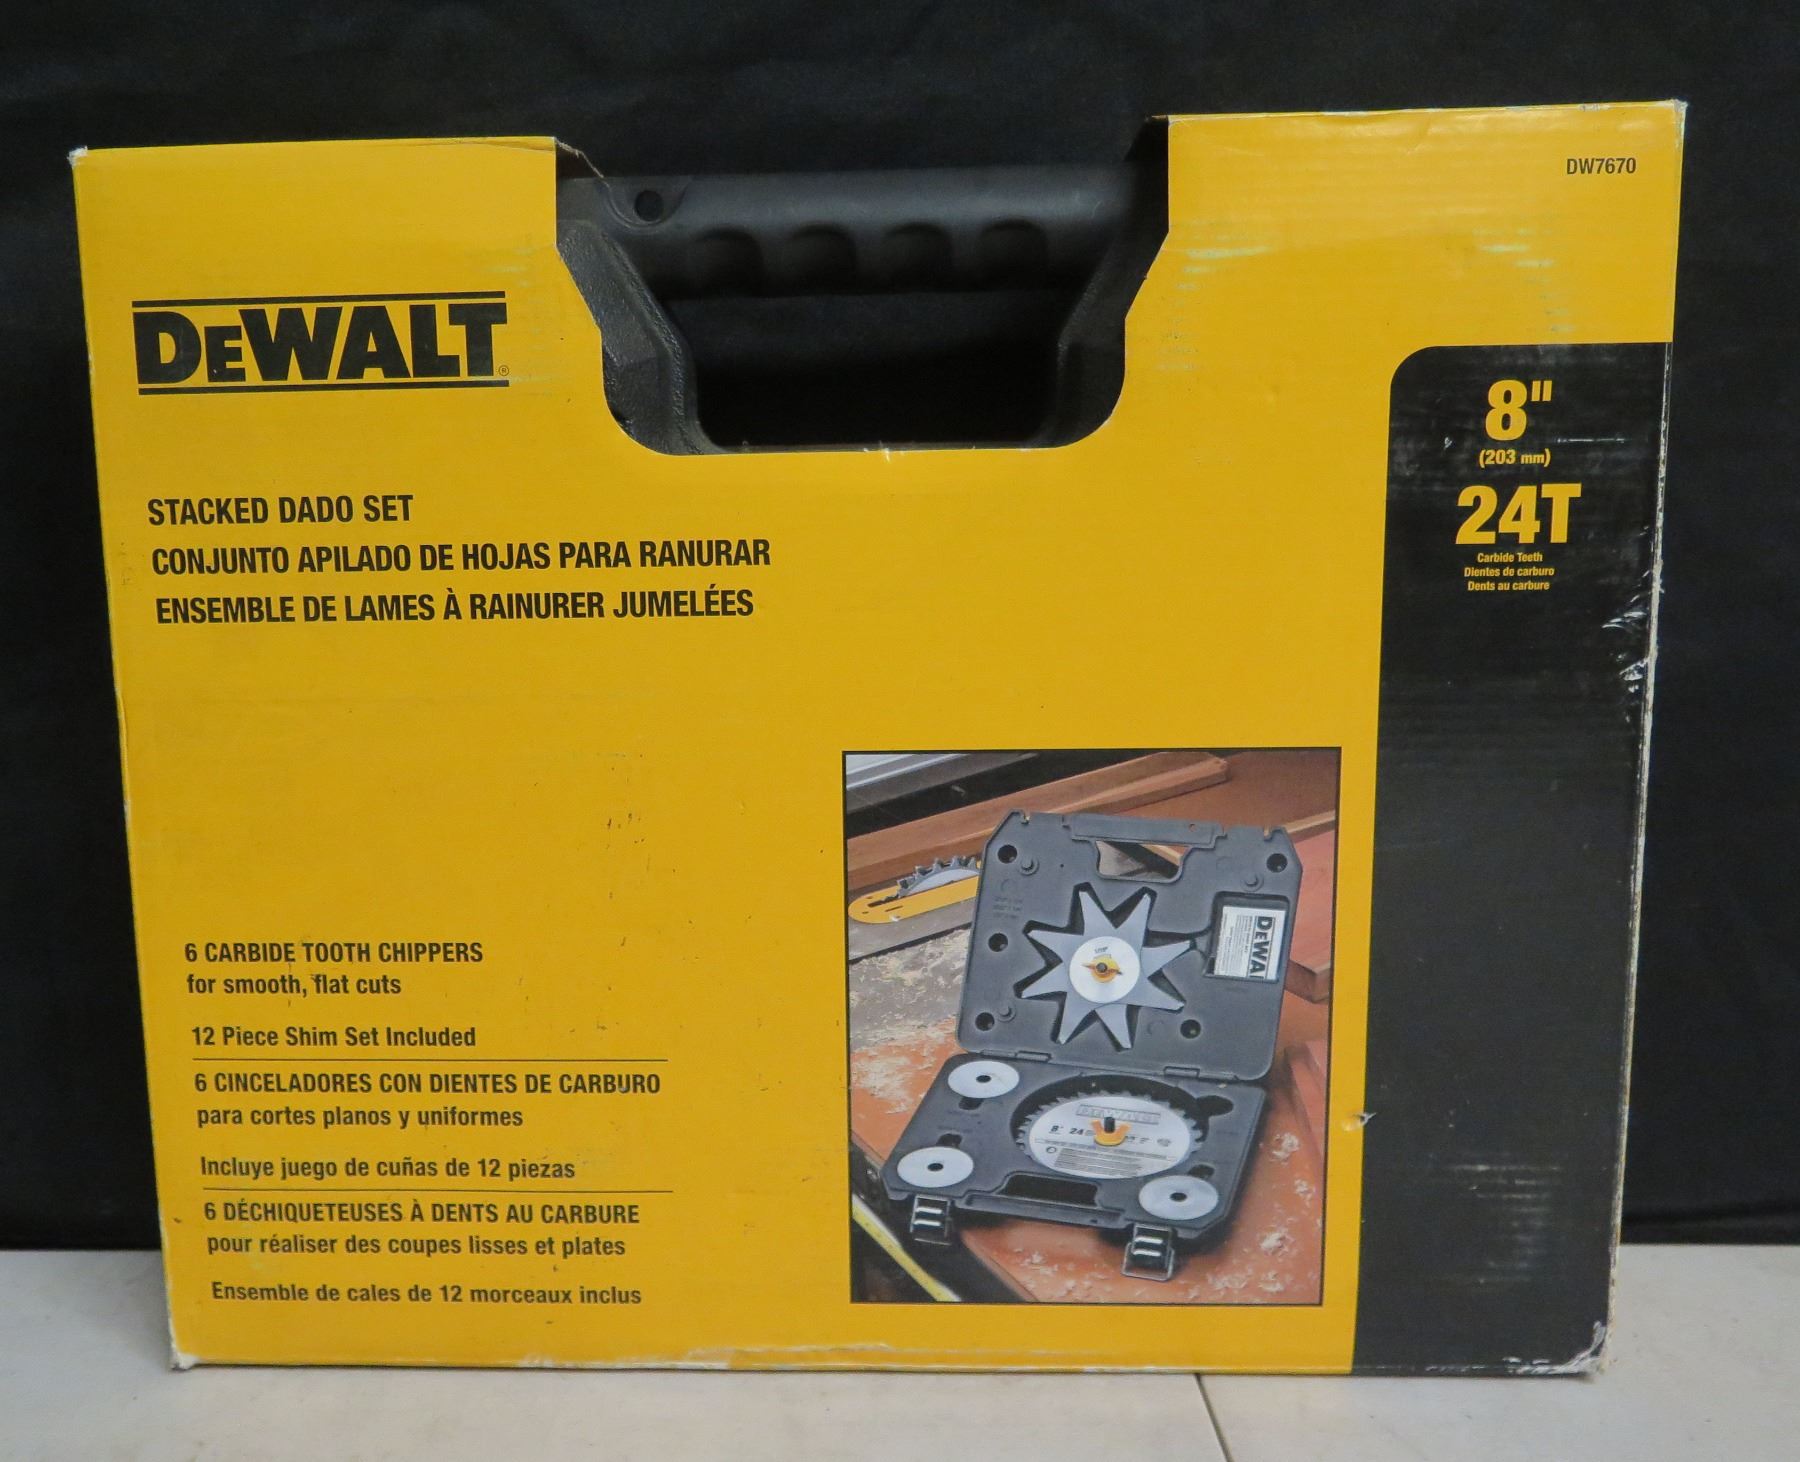 DW7670
DEWALT®
8"
(203 mm)
24T
Carbide Teeth
Dientes de carburo
Dents au carbure
STACKED DADO SET
CONJUNTO APILADO DE HOJAS PARA RANURAR
ENSEMBLE DE LAMES À RAINURER JUMELÉES
6 CARBIDE TOOTH CHIPPERS
for smooth, flat cuts
12 Piece Shim Set Included
6 CINCELADORES CON DIENTES DE CARBURO
para cortes planos y uniformes
Incluye juego de cuñas de 12 piezas
6 DÉCHIQUETEUSES À DENTS AU CARBURE
pour réaliser des coupes lisses et plates
Ensemble de cales de 12 morceaux inclus
DEWA
DEWALT
8" 24